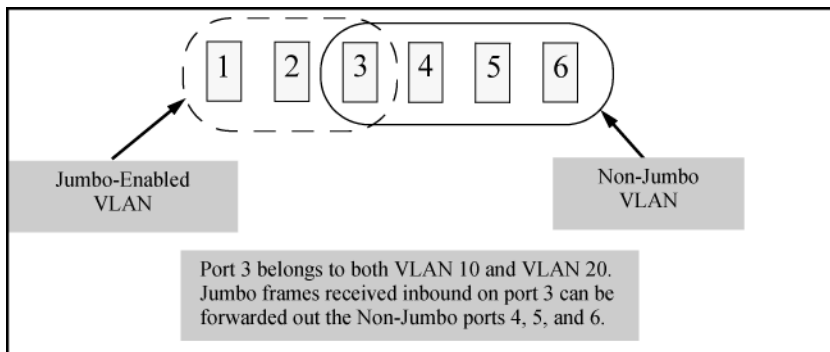 1 2 3 4 5 6
Jumbo-Enabled
VLAN
Non-Jumbo
VLAN
Port 3 belongs to both VLAN 10 and VLAN 20.
Jumbo frames received inbound on port 3 can be
forwarded out the Non-Jumbo ports 4, 5, and 6.